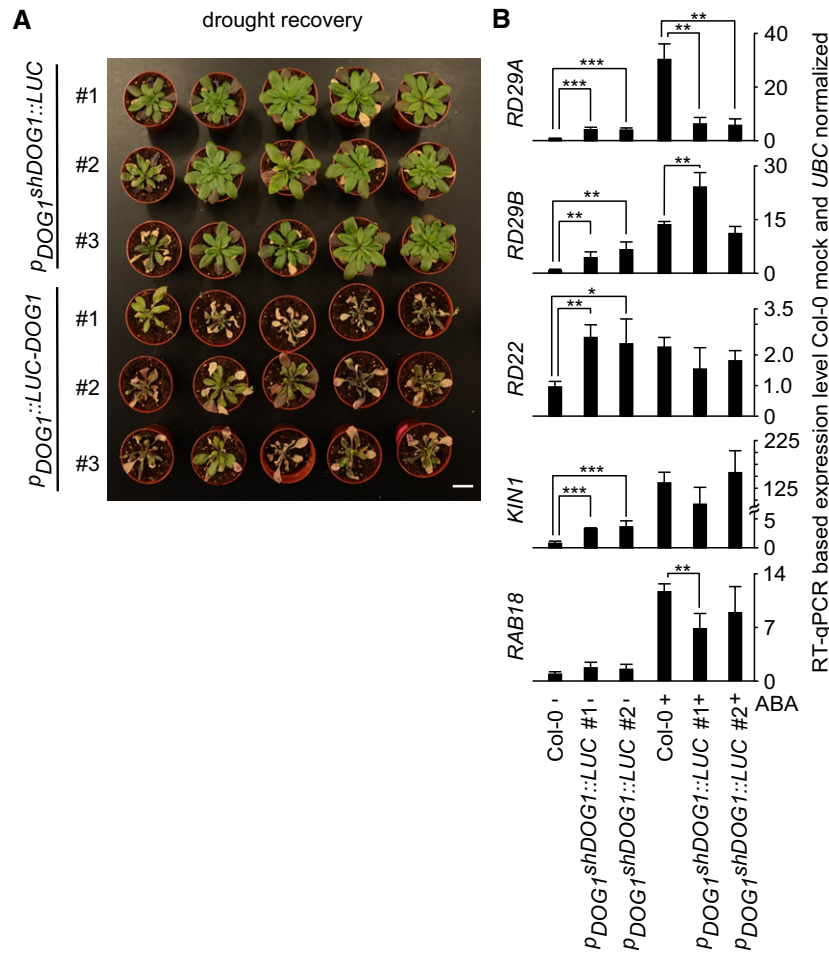 A
drought recovery
pDOG1shDOG1::LUC
#1
#2
#3
pDOG1::LUC-DOG1
#1
#2
#3
B
RD29A
** 
**
***
***
40
20
0
RD29B
**
**
**
30
15
0
RD22
*
**
3.5
2.0
1.0
0
KIN1
***
***
225
125
5
0
RAB18
**
14
7
0
RT-qPCR based expression level Col-0 mock and UBC normalized
Col-0 -
pDOG1shDOG1::LUC #1 -
pDOG1shDOG1::LUC #2 -
Col-0 +
pDOG1shDOG1::LUC #1 +
pDOG1shDOG1::LUC #2 +
ABA